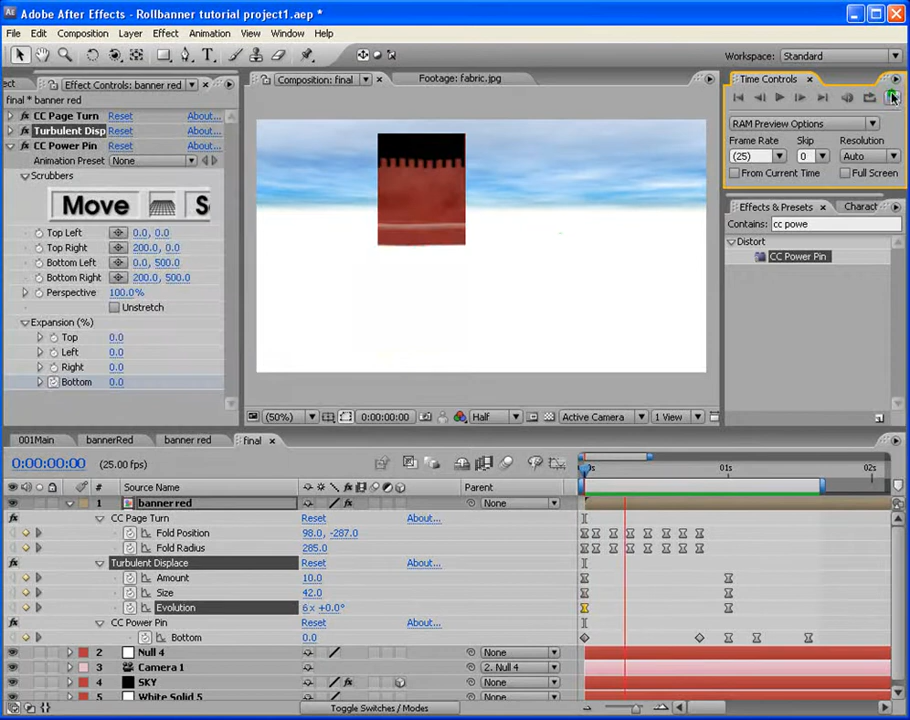 Adobe After Effects - Rollbanner tutorial project1.aep *
File Edit Composition Layer Effect Animation View Window Help
Workspace: Standard
Effect Controls: banner red
final * banner red
CC Page Turn Reset About...
Turbulent Disp Reset About...
CC Power Pin Reset About...
Animation Preset None
Scrubbers
Move S
Top Left 0.0, 0.0
Top Right 200.0, 0.0
Bottom Left 0.0, 500.0
Bottom Right 200.0, 500.0
Perspective 100.0%
Unstretch
Expansion (%)
Top 0.0
Left 0.0
Right 0.0
Bottom 0.0
Composition: final Footage: fabric.jpg
(50%) 0:00:00:00 Half Active Camera 1 View
Time Controls
RAM Preview Options
Frame Rate Skip Resolution
(25) 0 Auto
From Current Time Full Screen
Effects & Presets Charact
Contains: cc powe
Distort
CC Power Pin
001Main bannerRed banner red final
0:00:00:00 (25.00 fps)
# Source Name Parent
0s 01s 02s
1 banner red None
CC Page Turn Reset About...
Fold Position 98.0, -287.0
Fold Radius 285.0
Turbulent Displace Reset About...
Amount 10.0
Size 42.0
Evolution 6x +0.0°
CC Power Pin Reset About...
Bottom 0.0
2 Null 4 None
3 Camera 1 2. Null 4
4 SKY None
5 White Solid 5 None
Toggle Switches / Modes